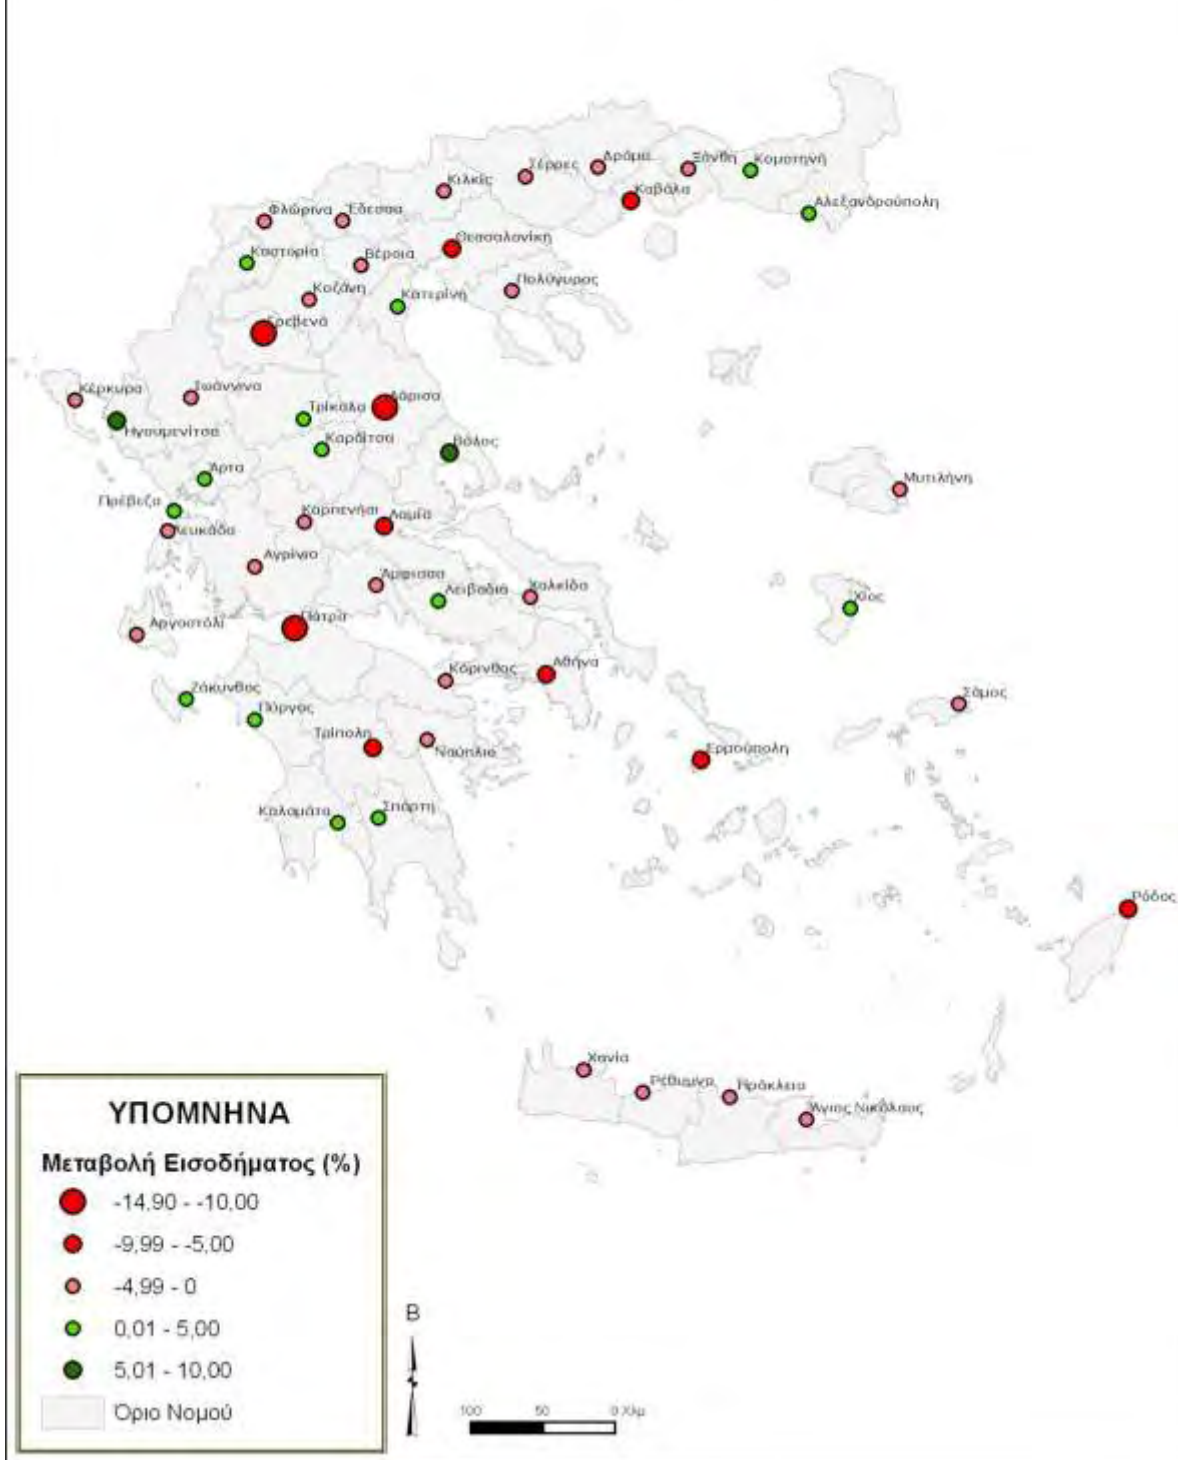 Δράμα
Ξάνθη
Κομοτηνή
Σέρρες
Κιλκίς
Καβάλα
Αλεξανδρούπολη
Φλώρινα
Έδεσσα
Θεσσαλονίκη
Καστοριά
Βέροια
Πολύγυρος
Κοζάνη
Κατερίνη
Γρεβενά
Κέρκυρα
Ιωάννινα
Λάρισα
Τρίκαλα
Ηγουμενίτσα
Καρδίτσα
Βόλος
Άρτα
Μυτιλήνη
Πρέβεζα
Καρπενήσι
Λαμία
Λευκάδα
Αγρίνιο
Άμφισσα
Λειβαδιά
Χαλκίδα
Χίος
Πάτρα
Αργοστόλι
Κόρινθος
Αθήνα
Ζάκυνθος
Σάμος
Πύργος
Τρίπολη
Ναύπλιο
Ερμούπολη
Καλαμάτα
Σπάρτη
Ρόδος
Χανιά
Ρέθυμνο
Ηράκλειο
Άγιος Νικόλαος
ΥΠΟΜΝΗΝΑ
Μεταβολή Εισοδήματος (%)
-14,90 - -10,00
-9,99 - -5,00
-4,99 - 0
0,01 - 5,00
5,01 - 10,00
Όριο Νομού
Β
100 50 0 Χλμ